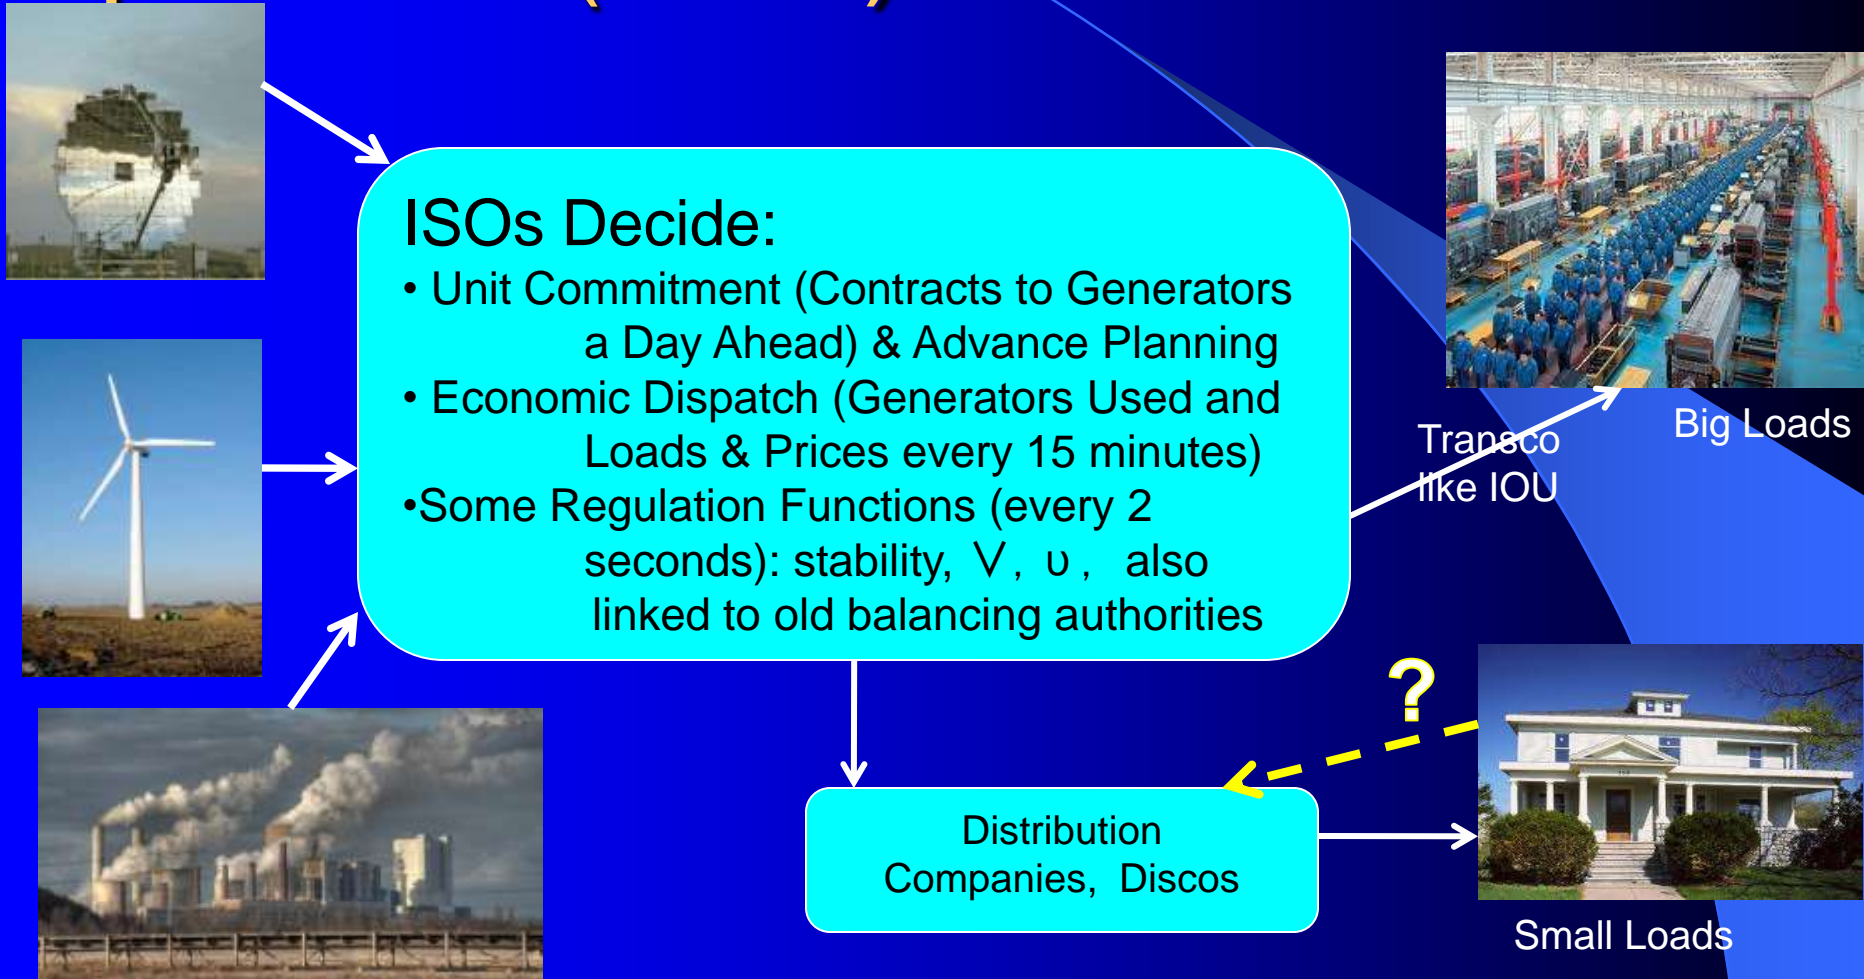 ISOs Decide:
• Unit Commitment (Contracts to Generators
a Day Ahead) & Advance Planning
• Economic Dispatch (Generators Used and
Loads & Prices every 15 minutes)
•Some Regulation Functions (every 2
seconds): stability, V, υ, also
linked to old balancing authorities
Transco
like IOU
Big Loads
?
Distribution
Companies, Discos
Small Loads